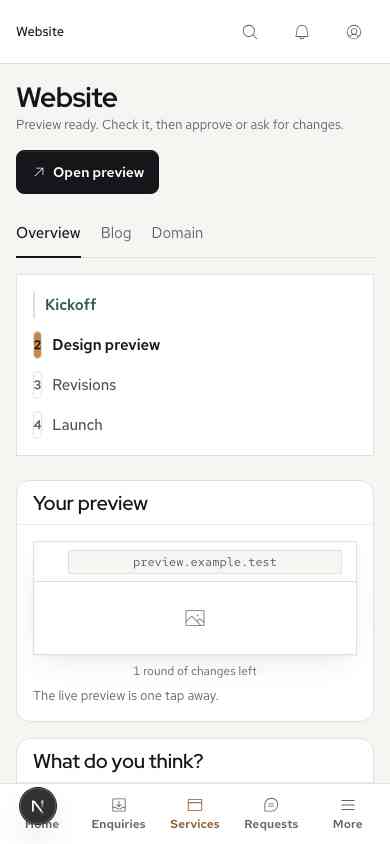 Website
Website
Preview ready. Check it, then approve or ask for changes.
Open preview
Overview Blog Domain
Kickoff
2 Design preview
3 Revisions
4 Launch
Your preview
preview.example.test
1 round of changes left
The live preview is one tap away.
What do you think?
N
Home Enquiries Services Requests More